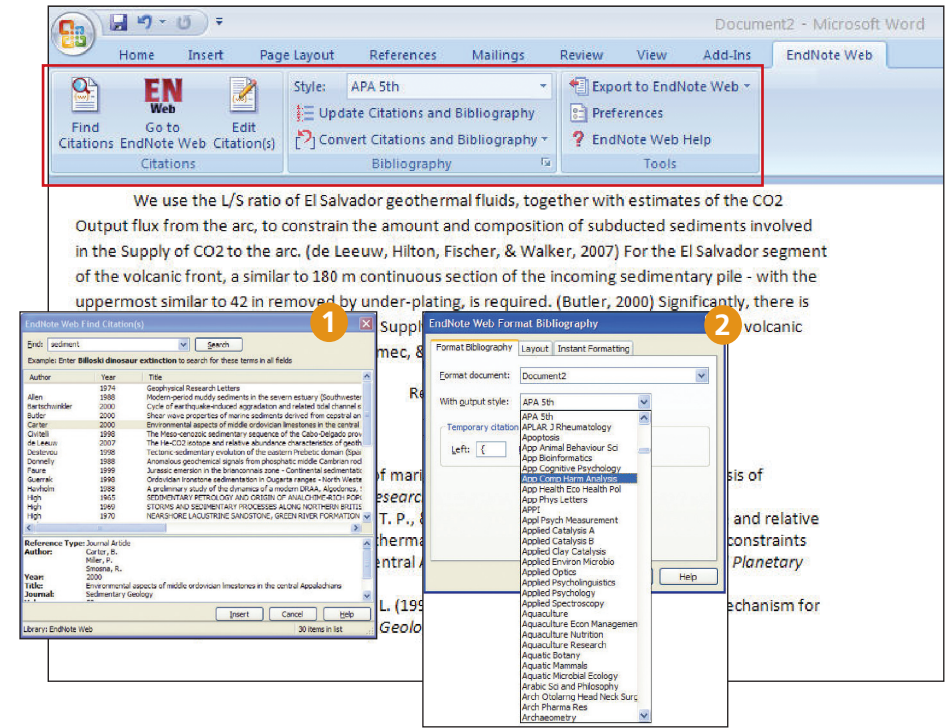 Document2 - Microsoft Word
Home Insert Page Layout References Mailings Review View Add-Ins EndNote Web
Find Citations
EN Web Go to EndNote Web
Edit Citation(s)
Citations
Style: APA 5th
Update Citations and Bibliography
Convert Citations and Bibliography
Bibliography
Export to EndNote Web
Preferences
? EndNote Web Help
Tools
We use the L/S ratio of El Salvador geothermal fluids, together with estimates of the CO2
Output flux from the arc, to constrain the amount and composition of subducted sediments involved
in the Supply of CO2 to the arc. (de Leeuw, Hilton, Fischer, & Walker, 2007) For the El Salvador segment
of the volcanic front, a similar to 180 m continuous section of the incoming sedimentary pile - with the
uppermost similar to 42 in removed by under-plating, is required. (Butler, 2000) Significantly, there is
Suppl
volcanic
mec, &
Re
of mari
sis of
esearc
T. P., &
and relative
herma
onstraints
entral A
Planetary
L. (199
echanism for
Geolo
1
EndNote Web Find Citation(s)
Find: sediment Search
Example: Enter Billoski dinosaur extinction to search for these terms in all fields
Author Year Title
1974 Geophysical Research Letters
Allen 1988 Modern-period muddy sediments in the severn estuary (Southwester
Bertschwinkler 2000 Cycle of earthquake-induced aggradation and related tidal channel s
Butler 2000 Shear wave properties of marine sediments derived from cepstral an
Carter 2000 Environmental aspects of middle ordovician limestones in the central
Civitelli 1998 The Meso-cenozoic sedimentary sequence of the Cabo-Delgado prov
de Leeuw 2007 The He-CO2 isotope and relative abundance characteristics of geoth
Destevou 1998 Tectonic-sedimentary evolution of the eastern Prebetic domain (Spai
Donnelly 1988 Anomalous geochemical signals from phosphatic middle Cambrian rod
Faure 1999 Jurassic emersion in the brianconnais zone - Continental sedimentatio
Guerrak 1998 Ordovician Ironstone sedimentation in Ougarta ranges - North Weste
Havholm 1988 A prelimnary study of the dynamics of a modern DRAA, Algodones, S
High 1965 SEDIMENTARY PETROLOGY AND ORIGIN OF ANALCIME-RICH POPO
High 1969 STORMS AND SEDIMENTARY PROCESSES ALONG NORTHERN BRITIS
High 1970 NEARSHORE LACUSTRINE SANDSTONE, GREEN RIVER FORMATION
Reference Type: Journal Article
Author: Carter, B.
Miler, P.
Smosna, R.
Year: 2000
Title: Environmental aspects of middle ordovician limestones in the central Appalachians
Journal: Sedimentary Geology
Insert Cancel Help
Library: EndNote Web 30 items in list
2
EndNote Web Format Bibliography
Format Bibliography Layout Instant Formatting
Format document: Document2
With output style: APA 5th
Temporary citation
Left: {
APA 5th
APLAR J Rheumatology
Apoptosis
App Animal Behaviour Sci
App Bioinformatics
App Cognitive Psychology
App Comp Harm Analysis
App Health Eco Health Pol
App Phys Letters
APPI
Appl Psych Measurement
Applied Catalysis A
Applied Catalysis B
Applied Clay Catalysis
Applied Environ Microbio
Applied Optics
Applied Psycholinguistics
Applied Psychology
Applied Spectroscopy
Aquaculture
Aquaculture Econ Managemen
Aquaculture Nutrition
Aquaculture Research
Aquatic Botany
Aquatic Mammals
Aquatic Microbial Ecology
Arabic Sci and Philosophy
Arch Otolarng Head Neck Surg
Arch Pharma Res
Archaeometry
Help